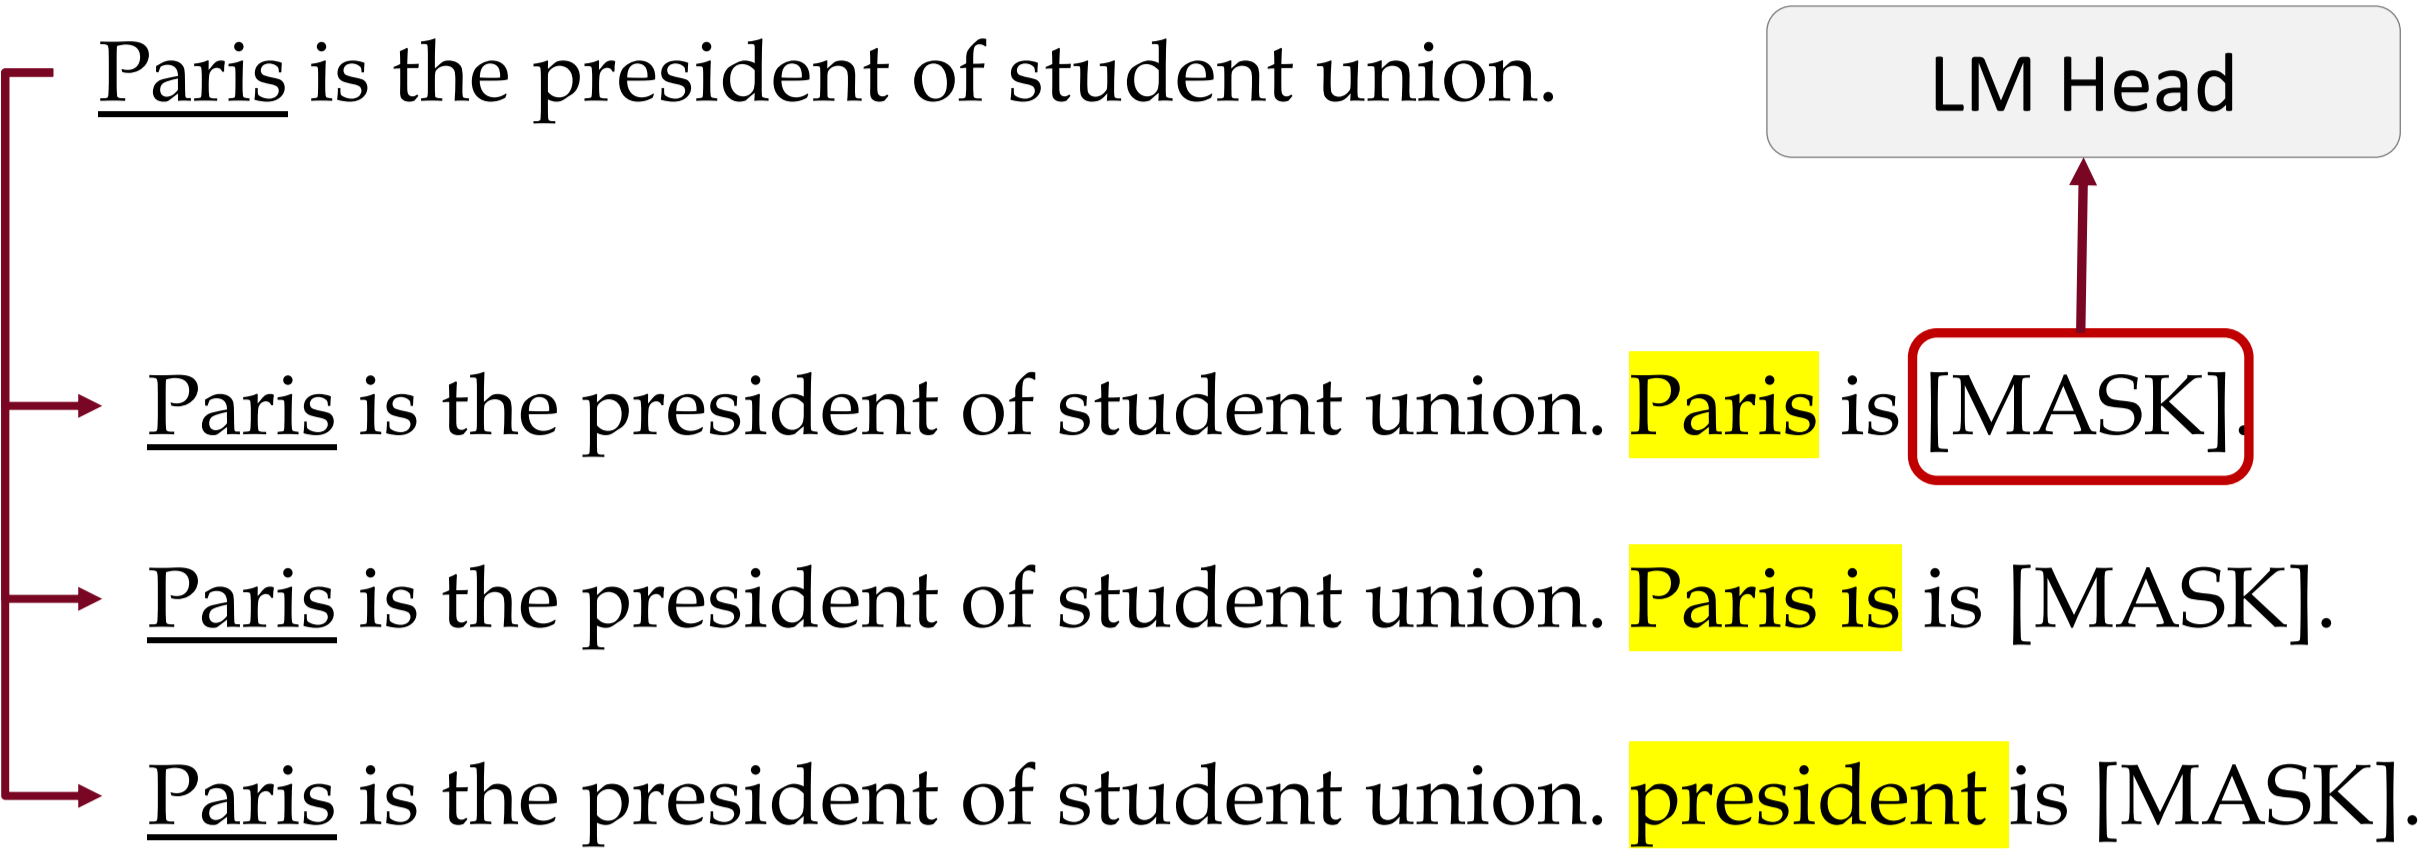 Paris is the president of student union.
LM Head
Paris is the president of student union. Paris is [MASK].
Paris is the president of student union. Paris is is [MASK].
Paris is the president of student union. president is [MASK].